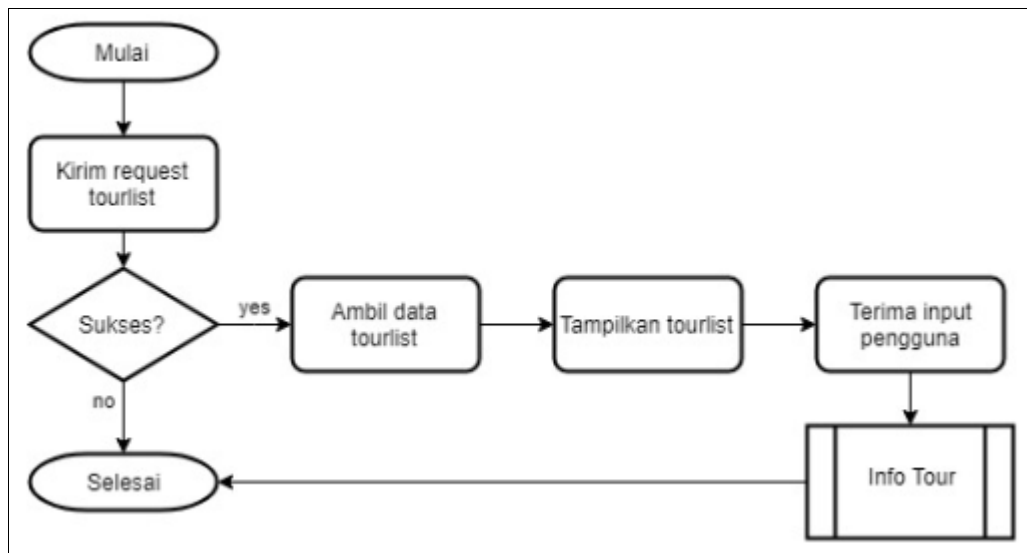 Mulai
Kirim request
tourlist
Sukses?
yes
Ambil data
tourlist
Tampilkan tourlist
Terima input
pengguna
no
Selesai
Info Tour